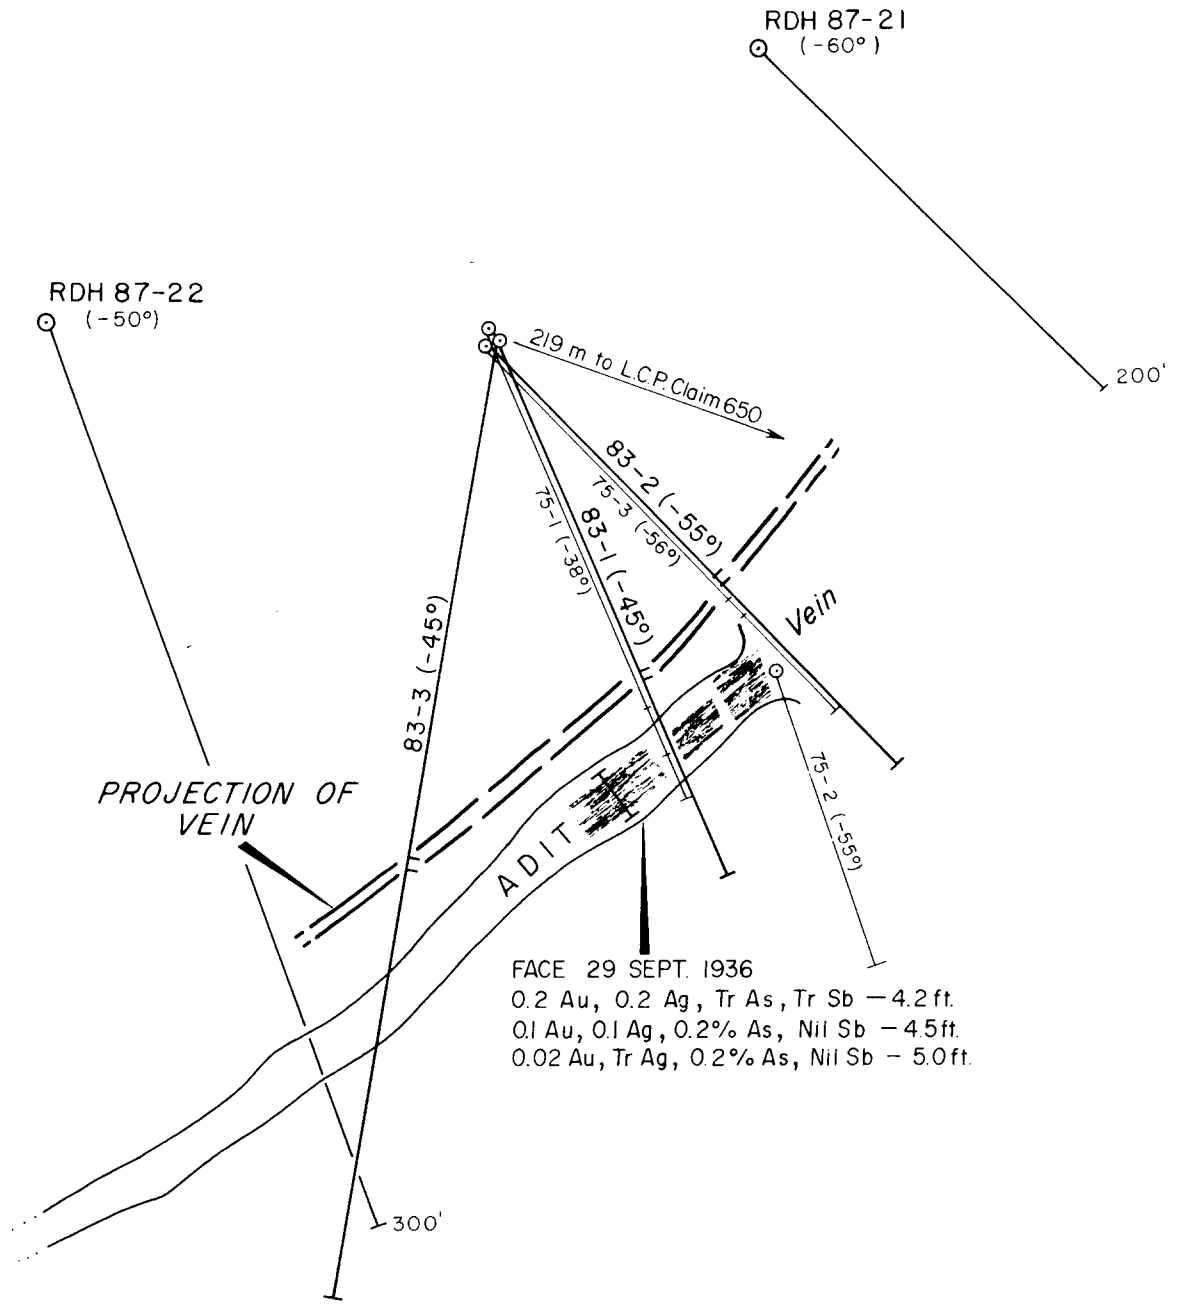 RDH 87-21
(-60°)
200'
RDH 87-22
(-50°)
219 m to L.C.P. Claim 650
83-2 (-55°)
75-3 (-56°)
83-1 (-45°)
75-1 (-38°)
83-3 (-45°)
Vein
75-2 (-55°)
PROJECTION OF
VEIN
ADIT
FACE 29 SEPT. 1936
0.2 Au, 0.2 Ag, Tr As, Tr Sb — 4.2 ft.
0.1 Au, 0.1 Ag, 0.2% As, Nil Sb — 4.5 ft.
0.02 Au, Tr Ag, 0.2% As, Nil Sb — 5.0 ft.
300'